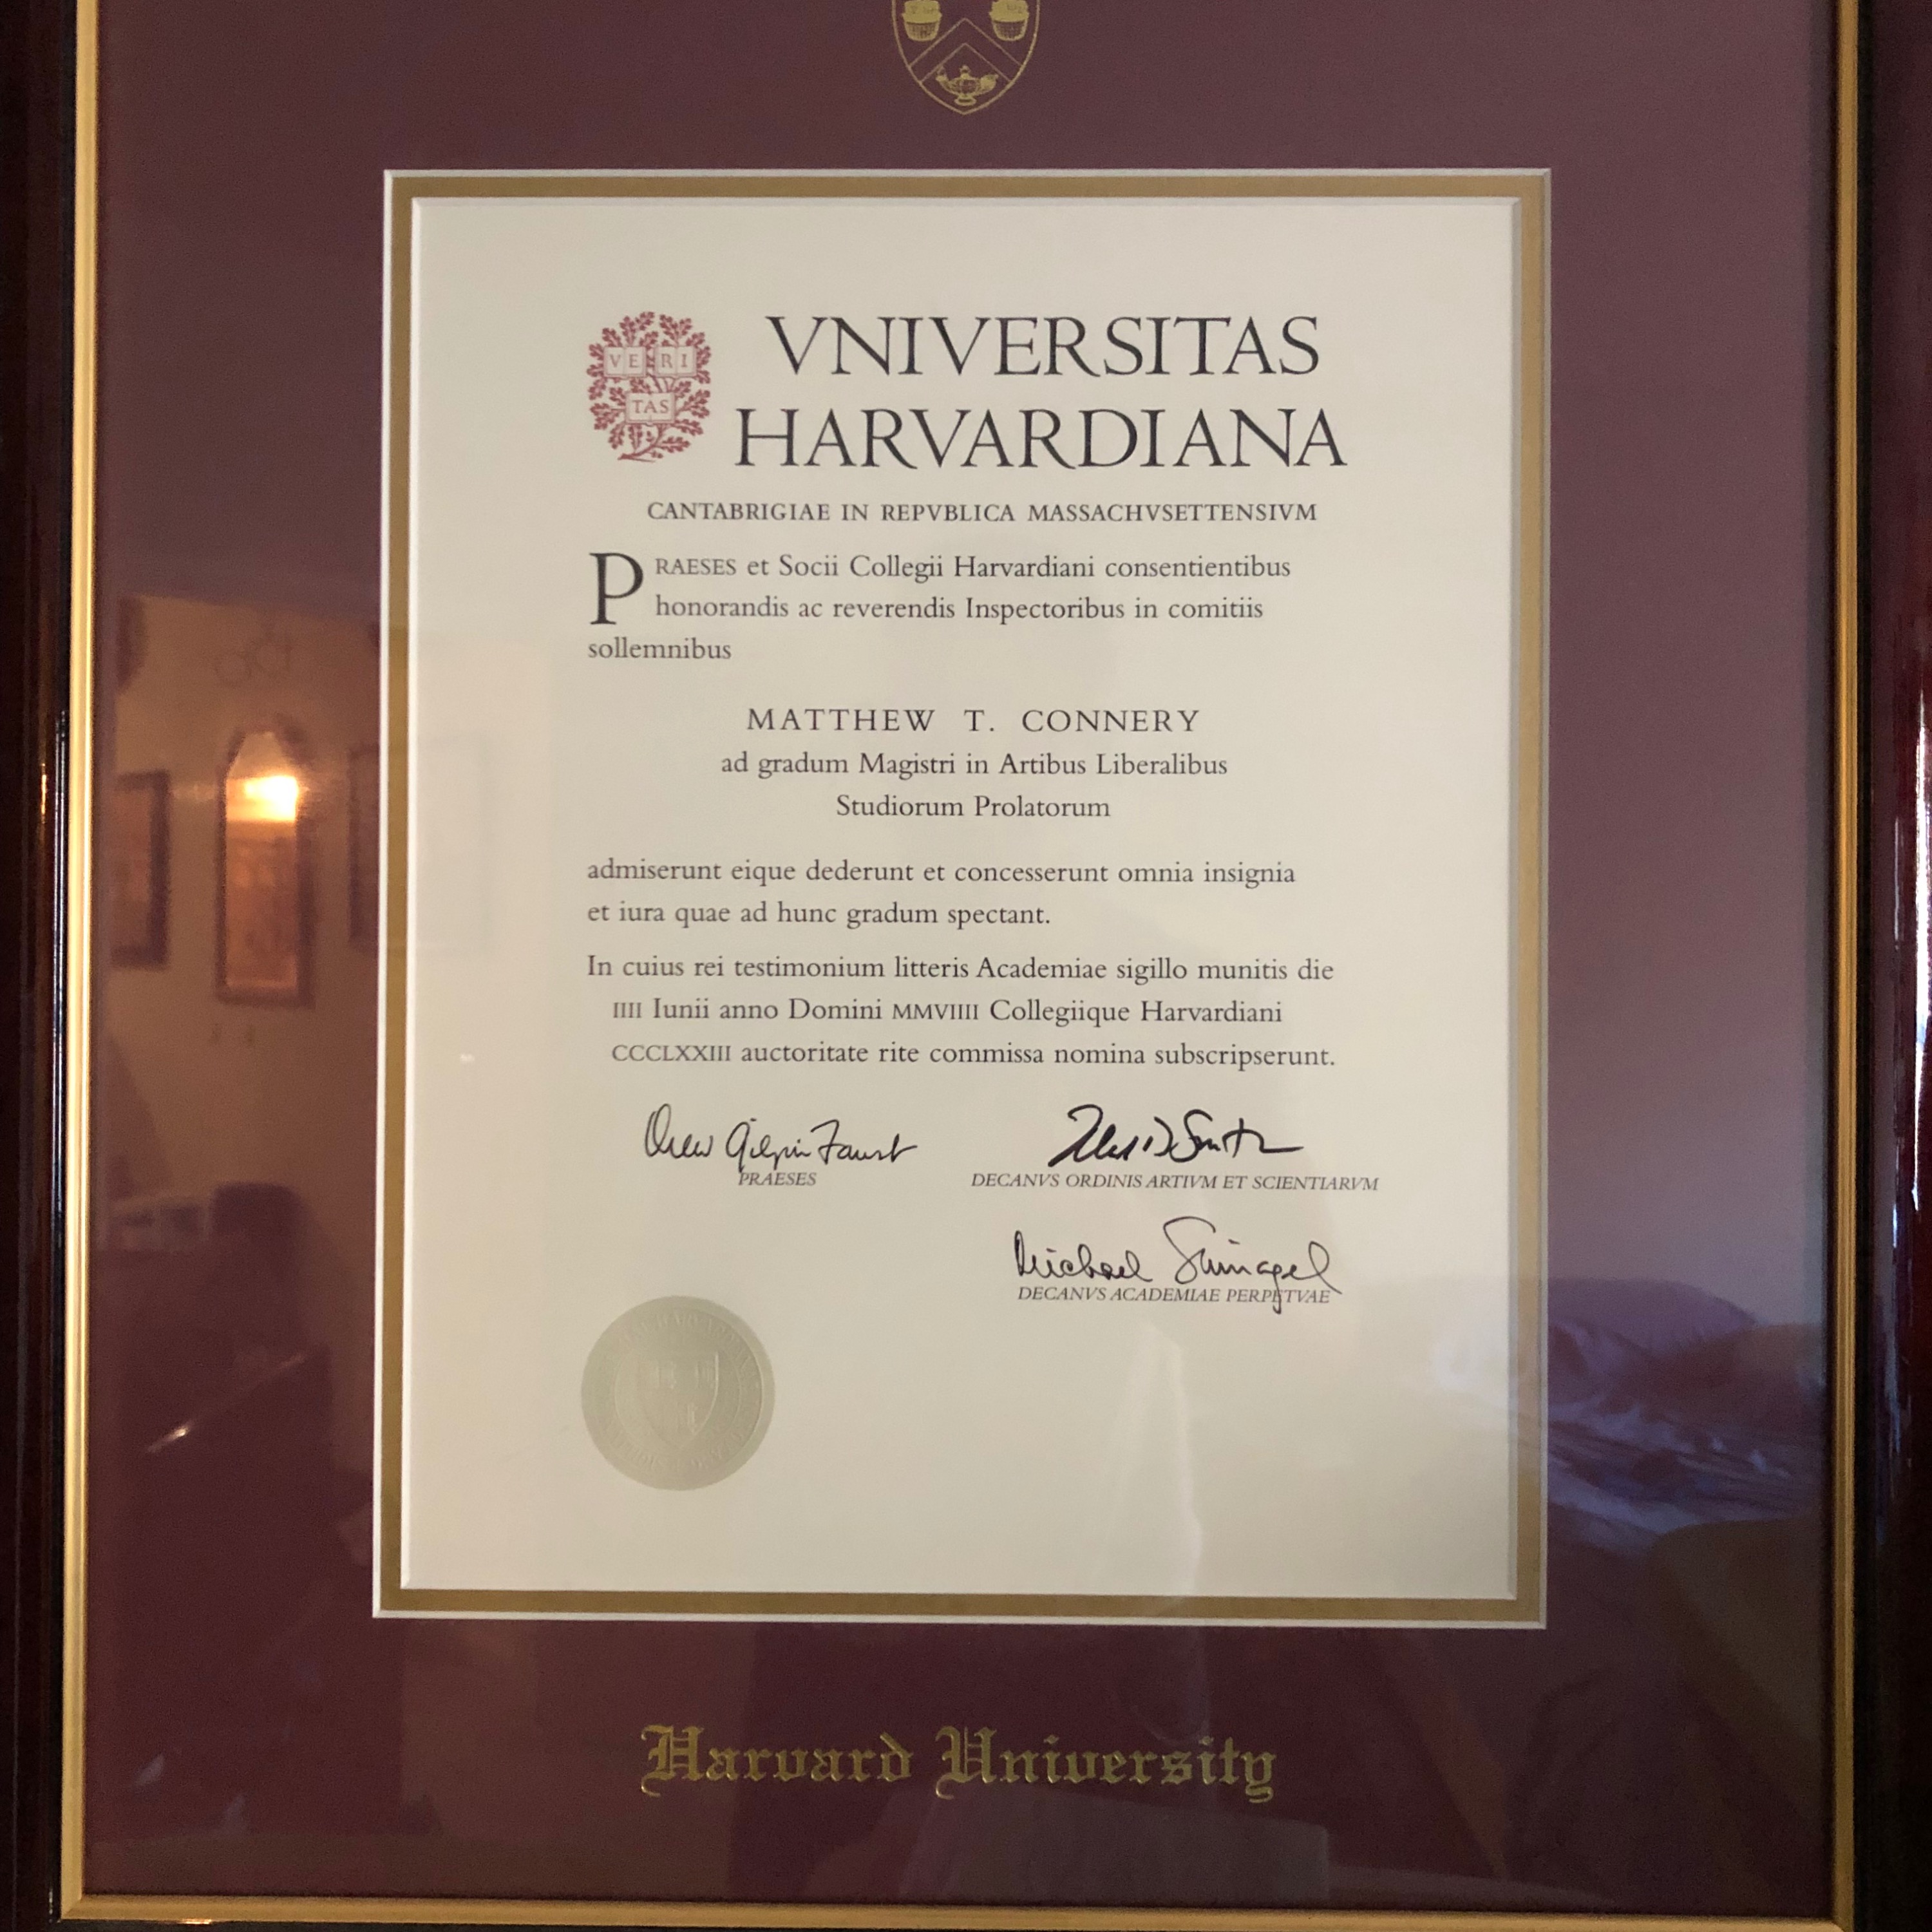 VERI
TAS
VNIVERSITAS
HARVARDIANA
CANTABRIGIAE IN REPVBLICA MASSACHVSETTENSIVM
PRAESES et Socii Collegii Harvardiani consentientibus
honorandis ac reverendis Inspectoribus in comitiis
sollemnibus
MATTHEW T. CONNERY
ad gradum Magistri in Artibus Liberalibus
Studiorum Prolatorum
admiserunt eique dederunt et concesserunt omnia insignia
et iura quae ad hunc gradum spectant.
In cuius rei testimonium litteris Academiae sigillo munitis die
IIII Iunii anno Domini MMVIIII Collegiique Harvardiani
CCCLXXIII auctoritate rite commissa nomina subscripserunt.
Drew Gilpin Faust
PRAESES
DECANVS ORDINIS ARTIVM ET SCIENTIARVM
Michael Shinagel
DECANVS ACADEMIAE PERPETVAE
Harvard University